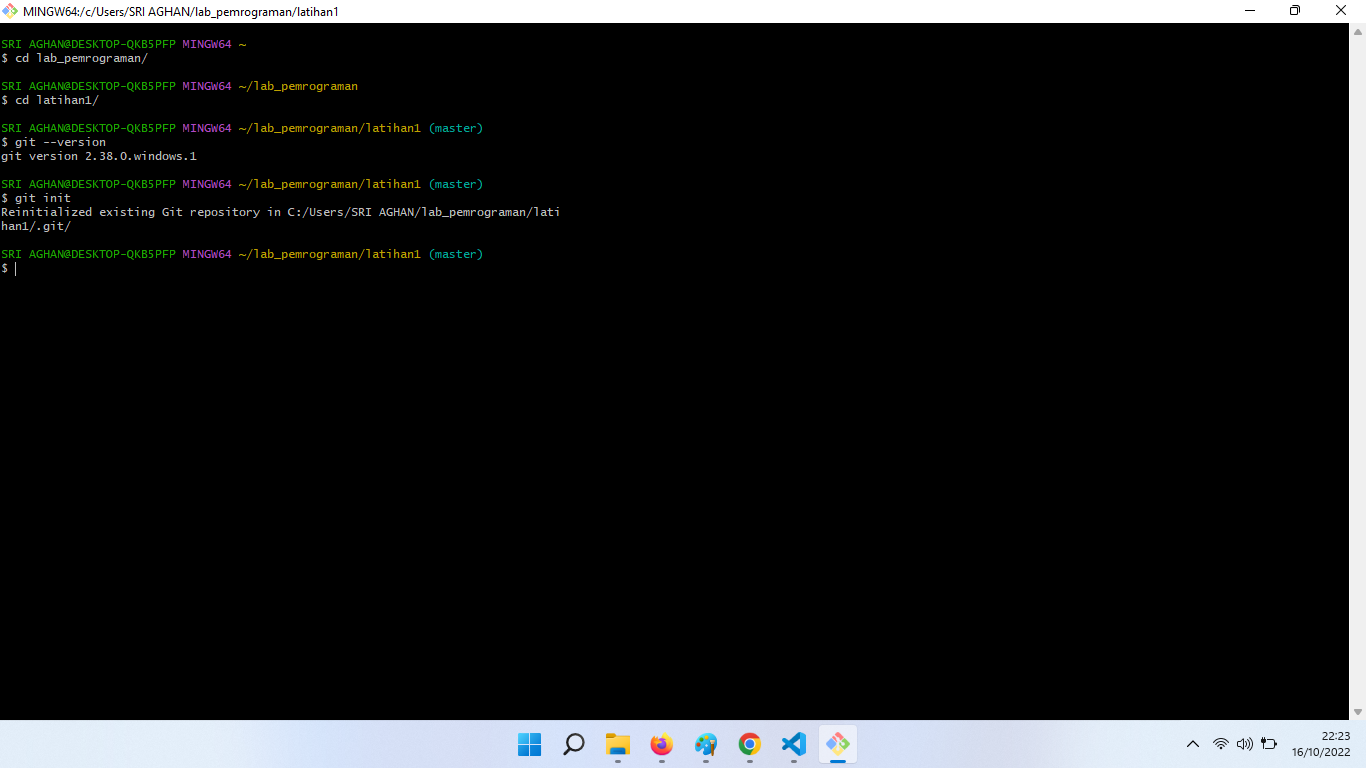 MINGW64:/c/Users/SRI AGHAN/lab_pemrograman/latihan1
SRI AGHAN@DESKTOP-QKB5PFP MINGW64 ~
$ cd lab_pemrograman/
SRI AGHAN@DESKTOP-QKB5PFP MINGW64 ~/lab_pemrograman
$ cd latihan1/
SRI AGHAN@DESKTOP-QKB5PFP MINGW64 ~/lab_pemrograman/latihan1 (master)
$ git --version
git version 2.38.0.windows.1
SRI AGHAN@DESKTOP-QKB5PFP MINGW64 ~/lab_pemrograman/latihan1 (master)
$ git init
Reinitialized existing Git repository in C:/Users/SRI AGHAN/lab_pemrograman/lati
han1/.git/
SRI AGHAN@DESKTOP-QKB5PFP MINGW64 ~/lab_pemrograman/latihan1 (master)
$
22:23
16/10/2022